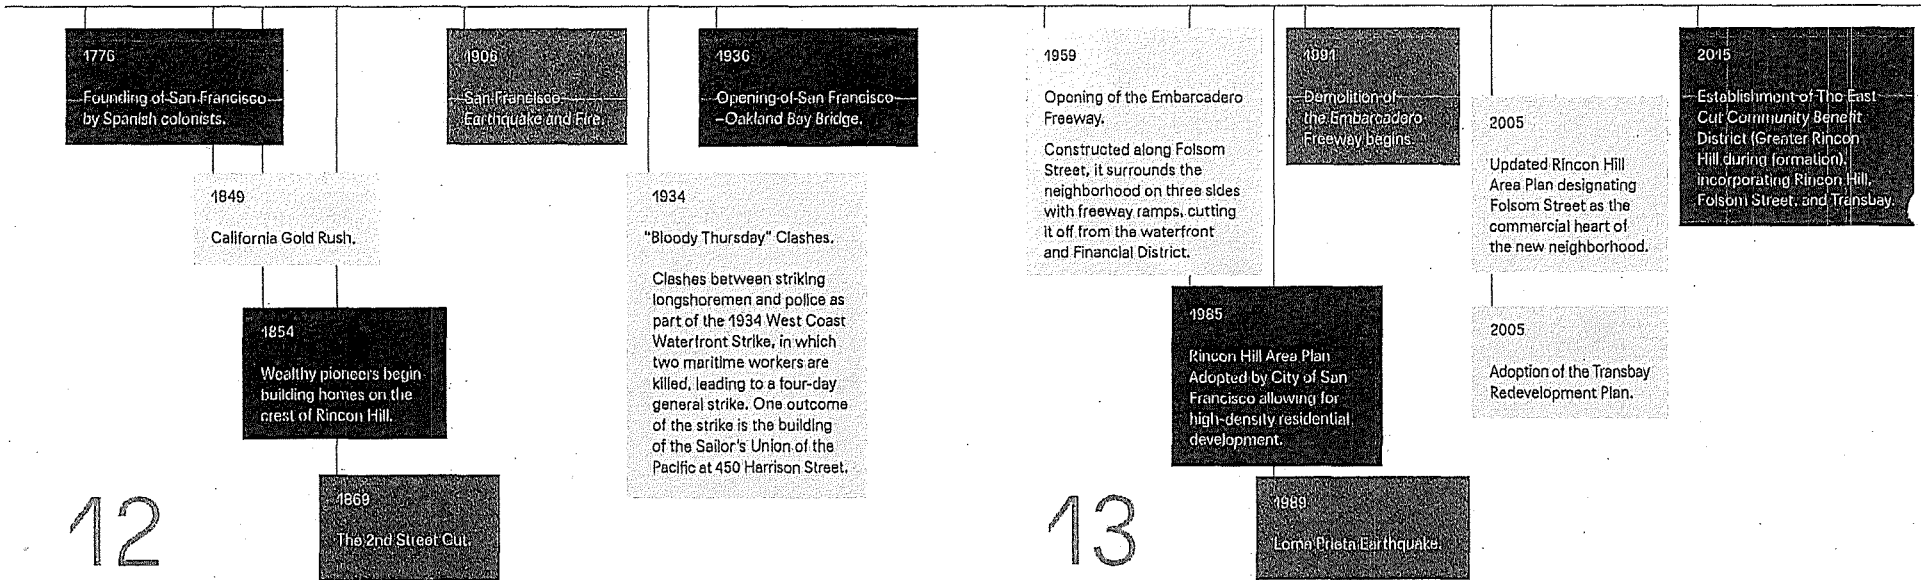 1776
Founding of San Francisco
by Spanish colonists.
1849
California Gold Rush.
1854
Wealthy pioneers begin
building homes on the
crest of Rincon Hill.
1869
The 2nd Street Cut.
1906
San Francisco
Earthquake and Fire.
1934
"Bloody Thursday" Clashes.
Clashes between striking
longshoremen and police as
part of the 1934 West Coast
Waterfront Strike, in which
two maritime workers are
killed, leading to a four-day
general strike. One outcome
of the strike is the building
of the Sailor's Union of the
Pacific at 450 Harrison Street.
1936
Opening of San Francisco
–Oakland Bay Bridge.
12
1959
Opening of the Embarcadero
Freeway.
Constructed along Folsom
Street, it surrounds the
neighborhood on three sides
with freeway ramps, cutting
it off from the waterfront
and Financial District.
1985
Rincon Hill Area Plan
Adopted by City of San
Francisco allowing for
high-density residential
development.
1989
Loma Prieta Earthquake.
1991
Demolition of
the Embarcadero
Freeway begins.
2005
Updated Rincon Hill
Area Plan designating
Folsom Street as the
commercial heart of
the new neighborhood.
2005
Adoption of the Transbay
Redevelopment Plan.
2015
Establishment of The East
Cut Community Benefit
District (Greater Rincon
Hill during formation),
incorporating Rincon Hill,
Folsom Street, and Transbay.
13